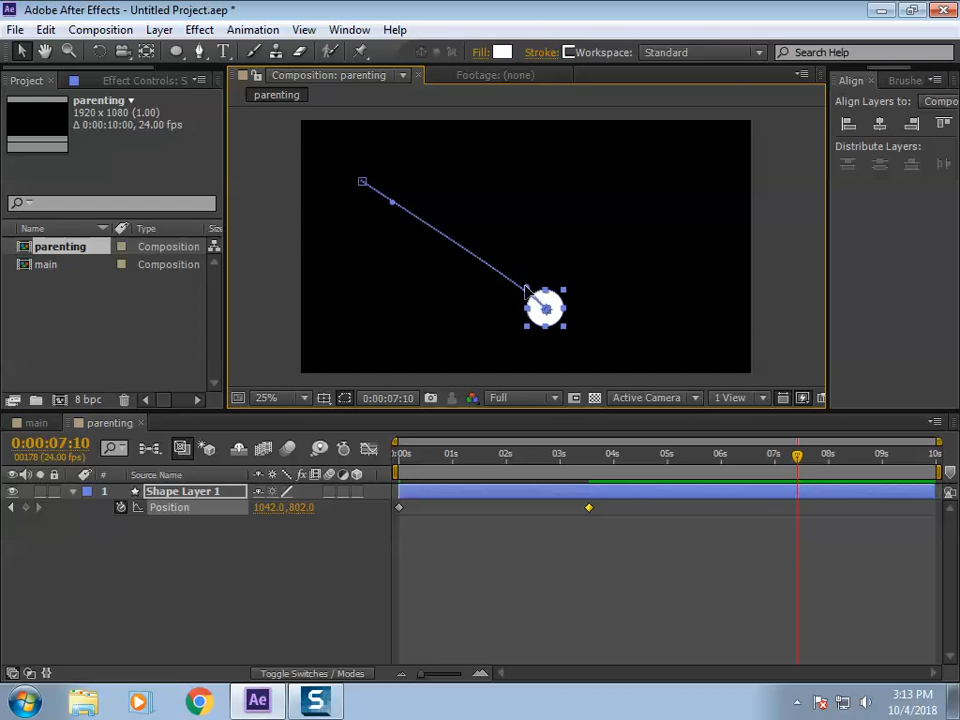 Adobe After Effects - Untitled Project.aep *
File Edit Composition Layer Effect Animation View Window Help
Fill: Stroke: Workspace: Standard Search Help
Project Effect Controls: S Composition: parenting Footage: (none) Align Brushe
parenting
parenting
1920 x 1080 (1.00)
Δ 0:00:10:00, 24.00 fps
Align Layers to: Compo
Distribute Layers:
Name Type Size
parenting Composition
main Composition
8 bpc
25% 0:00:07:10 Full Active Camera 1 View
main parenting
0:00:07:10
00178 (24.00 fps)
0:00s 01s 02s 03s 04s 05s 06s 07s 08s 09s 10s
# Source Name
1 Shape Layer 1
Position 1042.0,802.0
Toggle Switches / Modes
Ae S
3:13 PM
10/4/2018